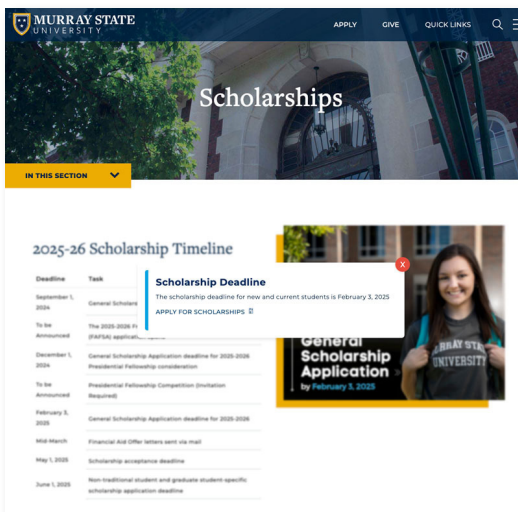 MURRAY STATE
UNIVERSITY
APPLY GIVE QUICK LINKS
Scholarships
IN THIS SECTION
2025-26 Scholarship Timeline
Deadline Task
September 1,
2024
General Scholars
To be
Announced
The 2025-2026 F
(FAFSA) applicat
December 1,
2024
General Scholarship Application deadline for 2025-2026
Presidential Fellowship consideration
To be
Announced
Presidential Fellowship Competition (Invitation
Required)
February 3,
2025
General Scholarship Application deadline for 2025-2026
Mid-March
Financial Aid Offer letters sent via mail
May 1, 2025
Scholarship acceptance deadline
June 1, 2025
Non-traditional student and graduate student-specific
scholarship application deadline
X
Scholarship Deadline
The scholarship deadline for new and current students is February 3, 2025
APPLY FOR SCHOLARSHIPS
General
Scholarship
Application
by February 3, 2025
RRAY ST
UNIVERSITY